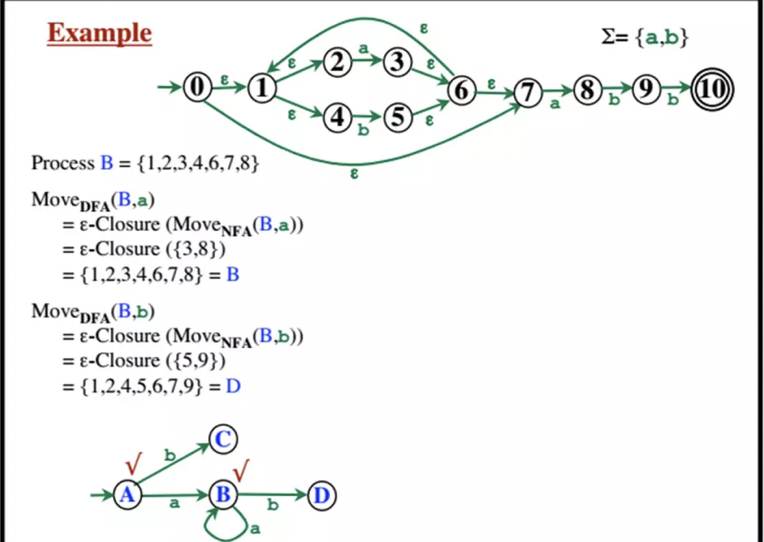 Example
Σ= {a,b}
ε
2 a 3
ε ε
0 ε 1 6 ε 7 a 8 b 9 b 10
ε 4 b 5 ε
ε
Process B = {1,2,3,4,6,7,8}
MoveDFA(B,a)
= ε-Closure (MoveNFA(B,a))
= ε-Closure ({3,8})
= {1,2,3,4,6,7,8} = B
MoveDFA(B,b)
= ε-Closure (MoveNFA(B,b))
= ε-Closure ({5,9})
= {1,2,4,5,6,7,9} = D
√ b C
√
A a B b D
a